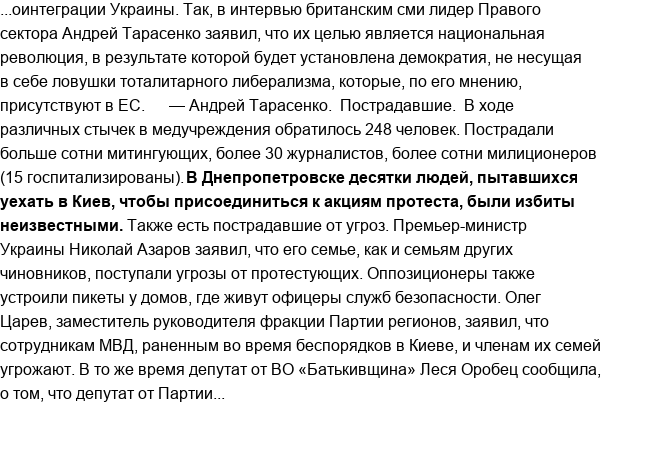 ...оинтеграции Украины. Так, в интервью британским сми лидер Правого
сектора Андрей Тарасенко заявил, что их целью является национальная
революция, в результате которой будет установлена демократия, не несущая
в себе ловушки тоталитарного либерализма, которые, по его мнению,
присутствуют в ЕС.      — Андрей Тарасенко.  Пострадавшие.  В ходе
различных стычек в медучреждения обратилось 248 человек. Пострадали
больше сотни митингующих, более 30 журналистов, более сотни милиционеров
(15 госпитализированы). В Днепропетровске десятки людей, пытавшихся
уехать в Киев, чтобы присоединиться к акциям протеста, были избиты
неизвестными. Также есть пострадавшие от угроз. Премьер-министр
Украины Николай Азаров заявил, что его семье, как и семьям других
чиновников, поступали угрозы от протестующих. Оппозиционеры также
устроили пикеты у домов, где живут офицеры служб безопасности. Олег
Царев, заместитель руководителя фракции Партии регионов, заявил, что
сотрудникам МВД, раненным во время беспорядков в Киеве, и членам их семей
угрожают. В то же время депутат от ВО «Батькивщина» Леся Оробец сообщила,
о том, что депутат от Партии...